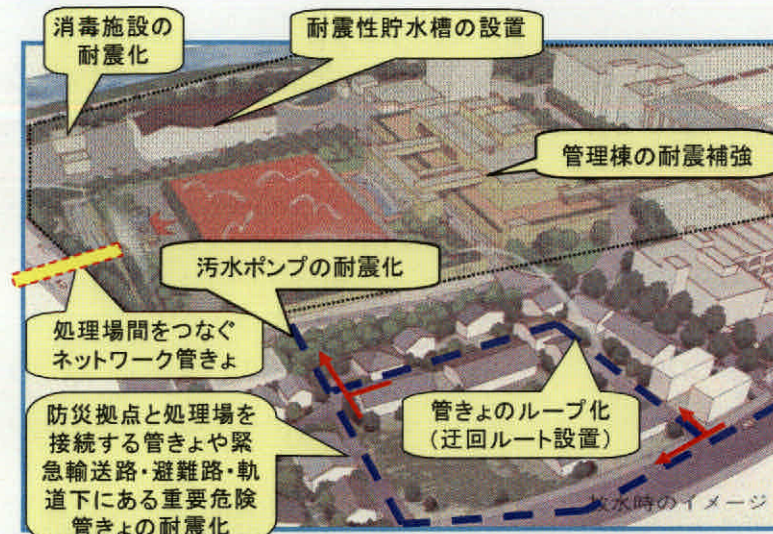 消毒施設の
耐震化
耐震性貯水槽の設置
管理棟の耐震補強
汚水ポンプの耐震化
処理場間をつなぐ
ネットワーク管きょ
防災拠点と処理場を
接続する管きょや緊
急輸送路・避難路・軌
道下にある重要危険
管きょの耐震化
管きょのループ化
(迂回ルート設置)
放水時のイメージ